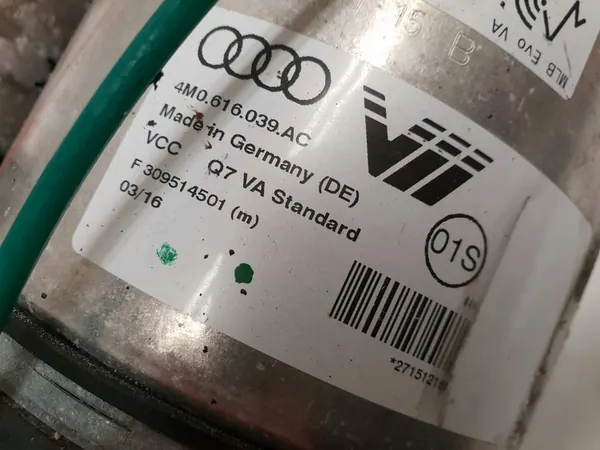 15 B
MLB Evo VA
4M0.616.039.AC
Made in Germany (DE)
VCC Q7 VA Standard
F 309514501 (m)
03/16
01S